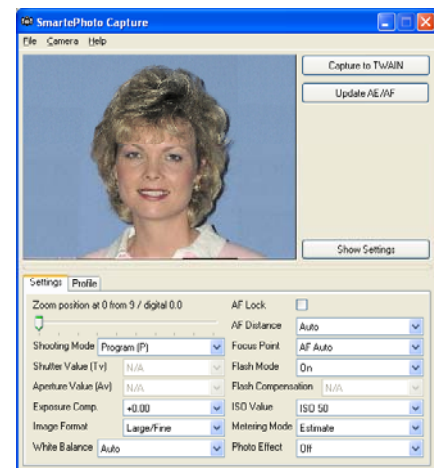 SmartePhoto Capture
File Camera Help
Capture to TWAIN
Update AE/AF
Show Settings
Settings Profile
Zoom position at 0 from 9 / digital 0.0 AF Lock
AF Distance Auto
Shooting Mode Program (P) Focus Point AF Auto
Shutter Value (Tv) N/A Flash Mode On
Aperture Value (Av) N/A Flash Compensation N/A
Exposure Comp. +0.00 ISO Value ISO 50
Image Format Large/Fine Metering Mode Estimate
White Balance Auto Photo Effect Off